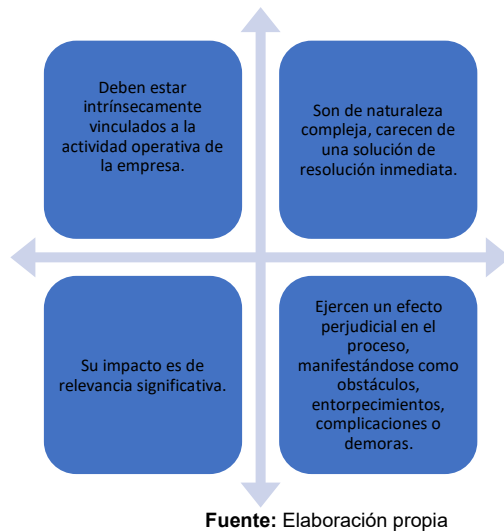 Deben estar
intrínsecamente
vinculados a la
actividad operativa de
la empresa.
Son de naturaleza
compleja, carecen de
una solución de
resolución inmediata.
Su impacto es de
relevancia significativa.
Ejercen un efecto
perjudicial en el
proceso,
manifestándose como
obstáculos,
entorpecimientos,
complicaciones o
demoras.
Fuente: Elaboración propia